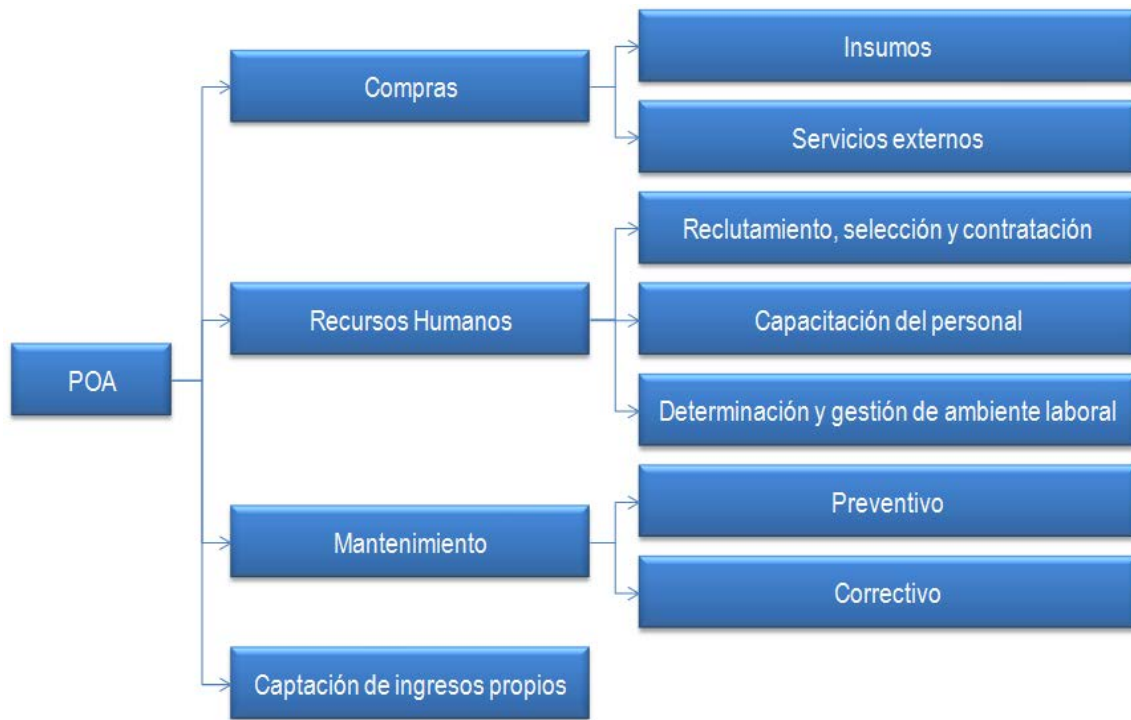 POA
Compras
Insumos
Servicios externos
Recursos Humanos
Reclutamiento, selección y contratación
Capacitación del personal
Determinación y gestión de ambiente laboral
Mantenimiento
Preventivo
Correctivo
Captación de ingresos propios